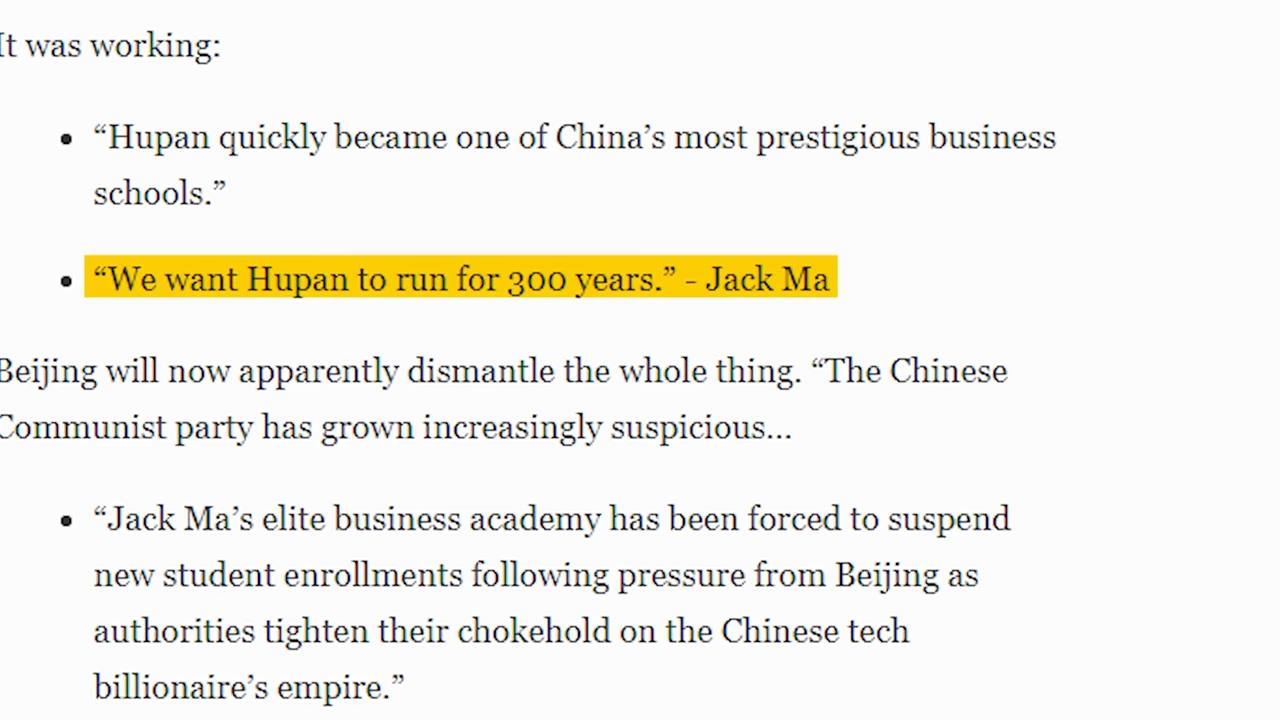 It was working:
“Hupan quickly became one of China’s most prestigious business
schools.”
“We want Hupan to run for 300 years.” - Jack Ma
Beijing will now apparently dismantle the whole thing. “The Chinese
Communist party has grown increasingly suspicious...
“Jack Ma’s elite business academy has been forced to suspend
new student enrollments following pressure from Beijing as
authorities tighten their chokehold on the Chinese tech
billionaire’s empire.”